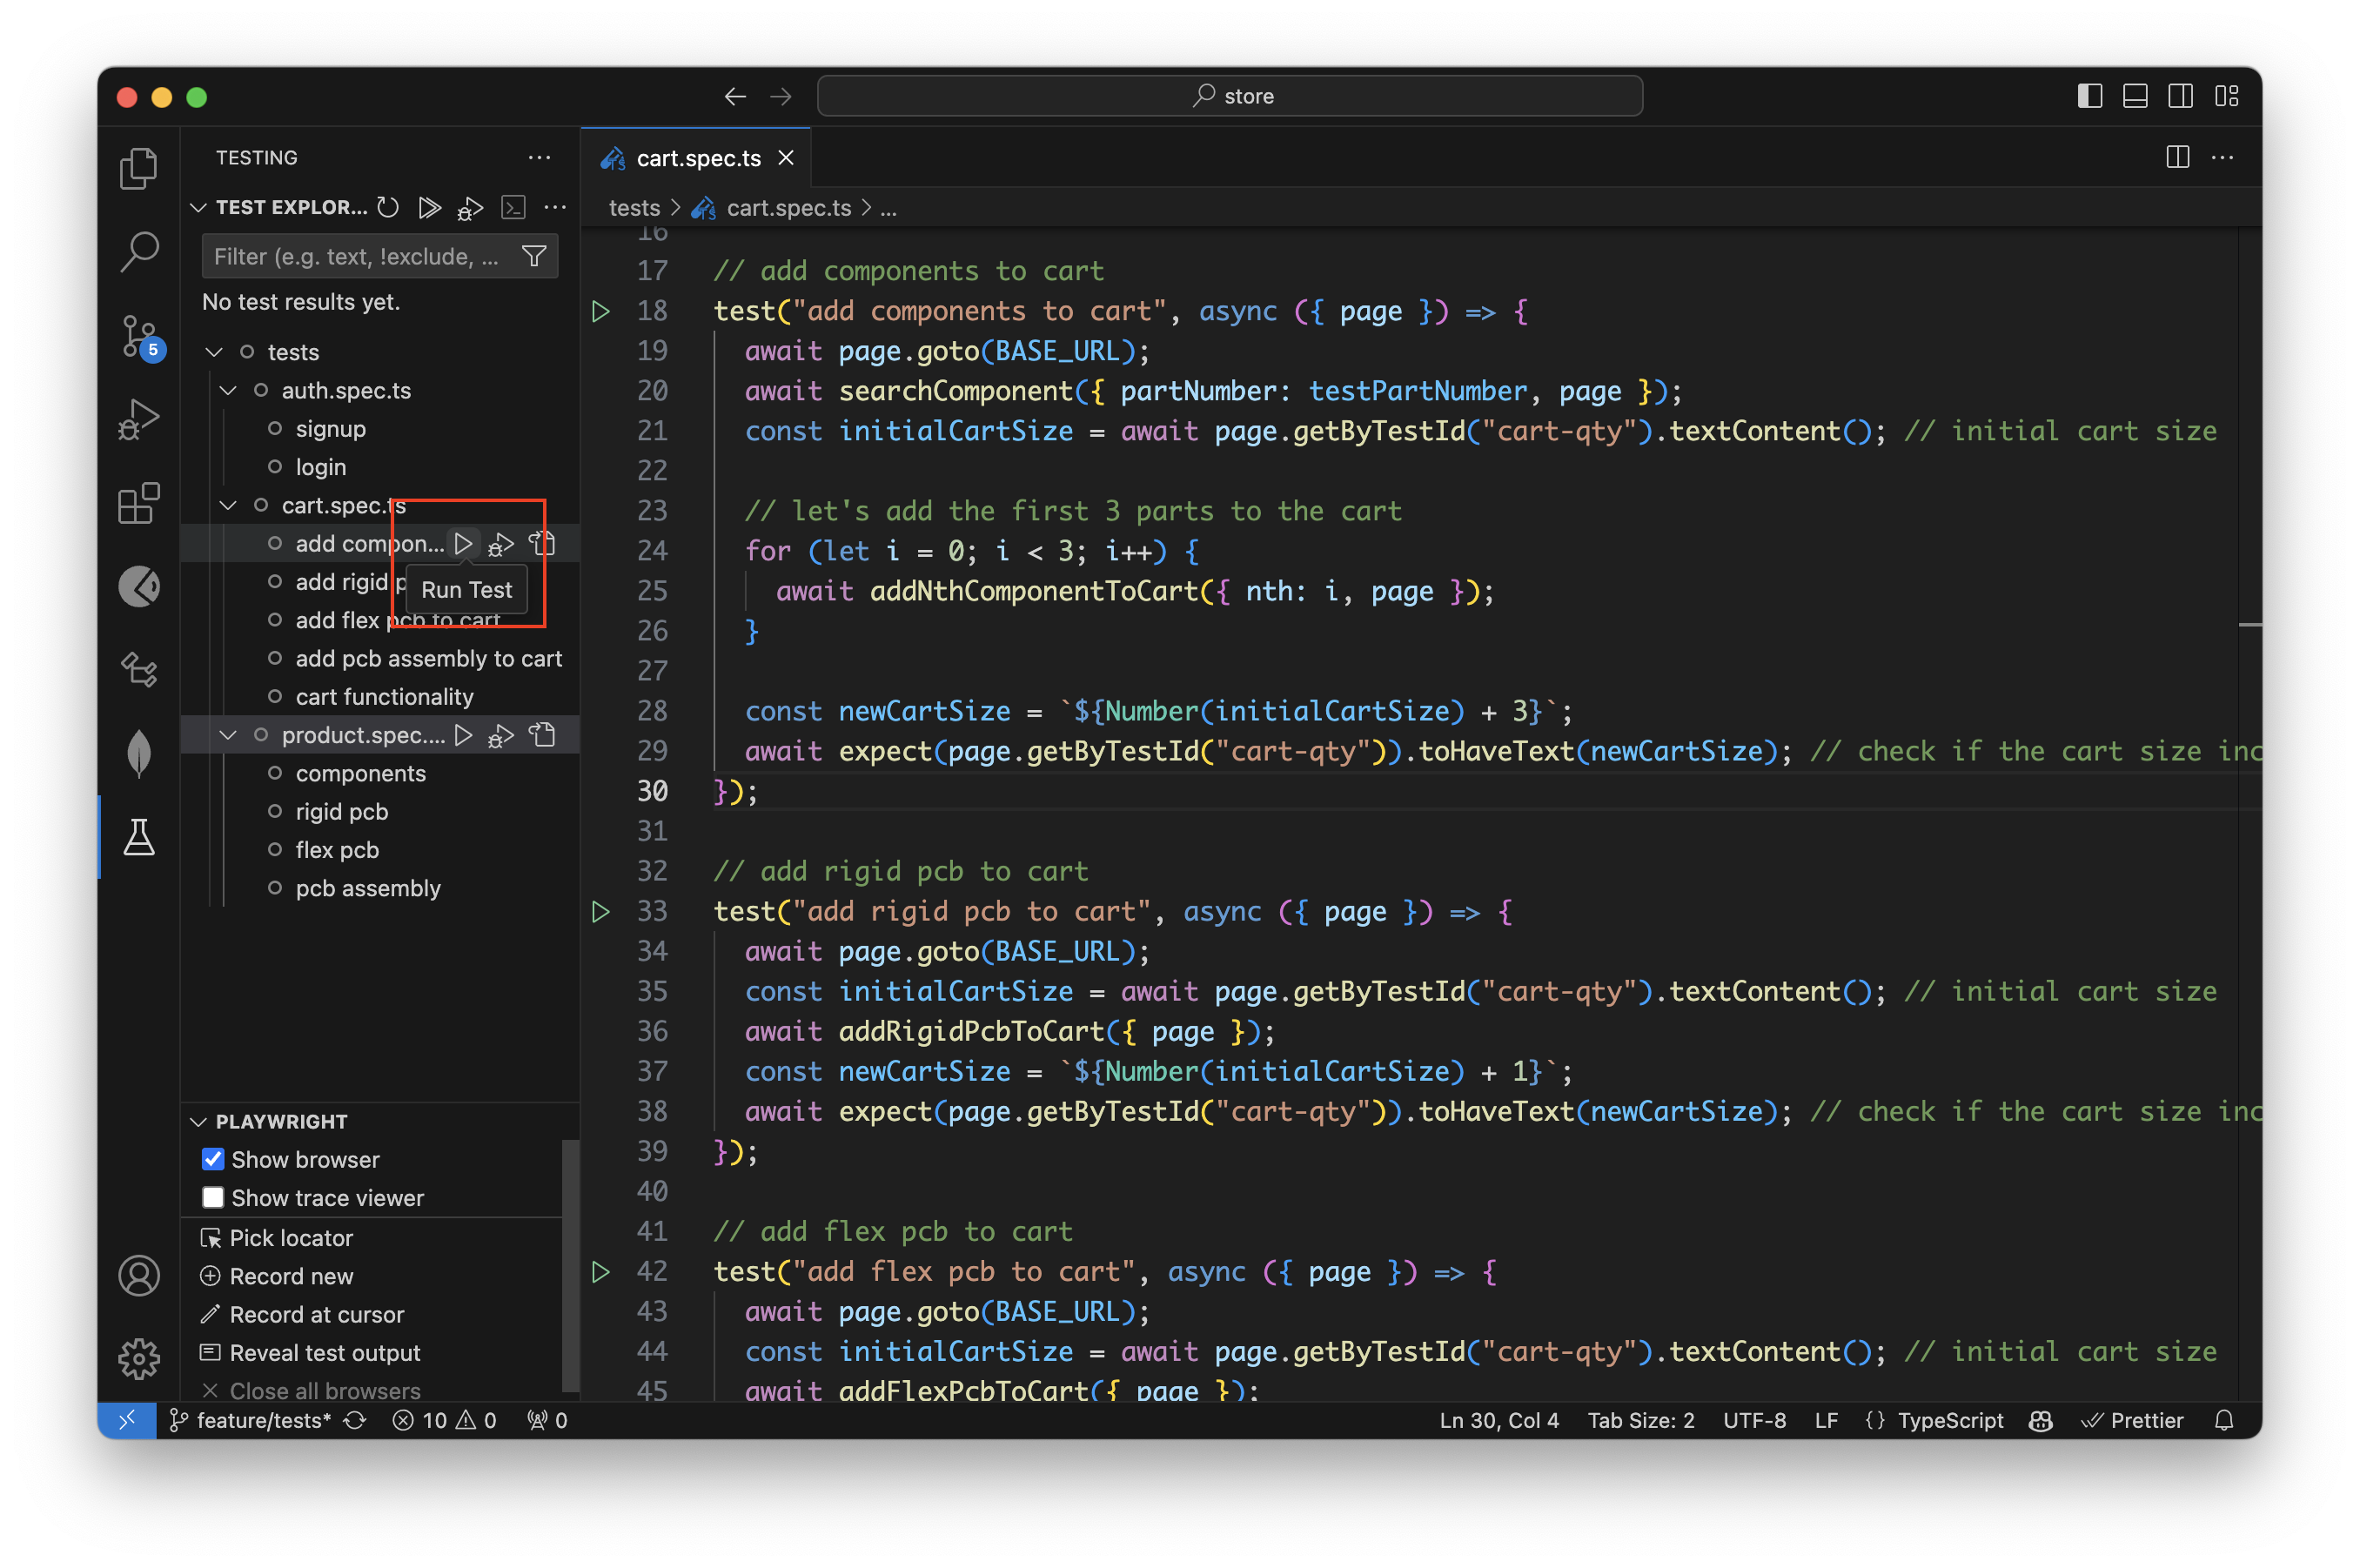 store
TESTING
TEST EXPLOR...
Filter (e.g. text, !exclude, ...
No test results yet.
tests
auth.spec.ts
signup
login
cart.spec.ts
add compon...
add rigid p
Run Test
add flex pcb to cart
add pcb assembly to cart
cart functionality
product.spec....
components
rigid pcb
flex pcb
pcb assembly
PLAYWRIGHT
Show browser
Show trace viewer
Pick locator
Record new
Record at cursor
Reveal test output
Close all browsers
5
cart.spec.ts
tests > TS cart.spec.ts > ...
16
17 // add components to cart
18 test("add components to cart", async ({ page }) => {
19 await page.goto(BASE_URL);
20 await searchComponent({ partNumber: testPartNumber, page });
21 const initialCartSize = await page.getByTestId("cart-qty").textContent(); // initial cart size
22
23 // let's add the first 3 parts to the cart
24 for (let i = 0; i < 3; i++) {
25 await addNthComponentToCart({ nth: i, page });
26 }
27
28 const newCartSize = `${Number(initialCartSize) + 3}`;
29 await expect(page.getByTestId("cart-qty")).toHaveText(newCartSize); // check if the cart size inc
30 });
31
32 // add rigid pcb to cart
33 test("add rigid pcb to cart", async ({ page }) => {
34 await page.goto(BASE_URL);
35 const initialCartSize = await page.getByTestId("cart-qty").textContent(); // initial cart size
36 await addRigidPcbToCart({ page });
37 const newCartSize = `${Number(initialCartSize) + 1}`;
38 await expect(page.getByTestId("cart-qty")).toHaveText(newCartSize); // check if the cart size inc
39 });
40
41 // add flex pcb to cart
42 test("add flex pcb to cart", async ({ page }) => {
43 await page.goto(BASE_URL);
44 const initialCartSize = await page.getByTestId("cart-qty").textContent(); // initial cart size
45 await addFlexPcbToCart({ page });
feature/tests* 10 0 0 Ln 30, Col 4 Tab Size: 2 UTF-8 LF {} TypeScript Prettier